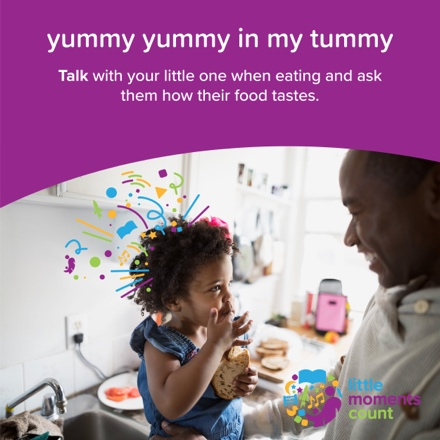 yummy yummy in my tummy
Talk with your little one when eating and ask
them how their food tastes.
little
moments
count